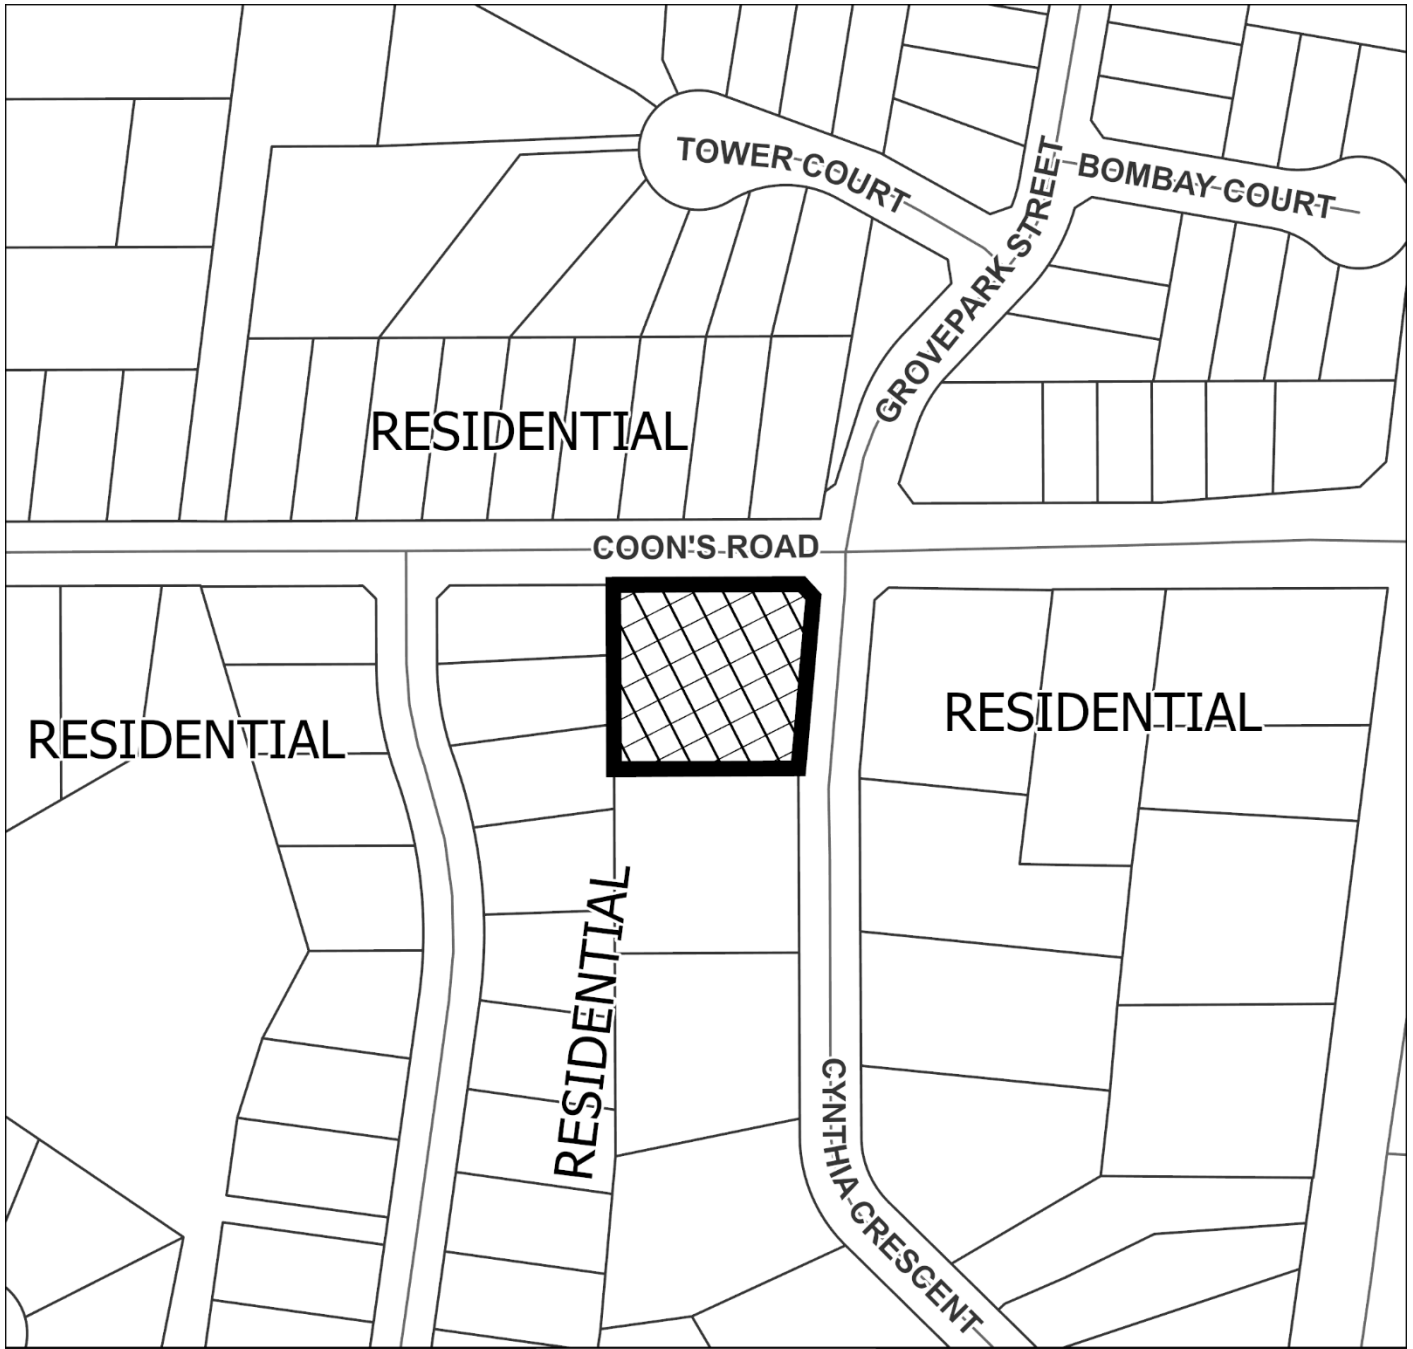 TOWER COURT
BOMBAY COURT
GROVEPARK STREET
RESIDENTIAL
COON'S ROAD
RESIDENTIAL
RESIDENTIAL
RESIDENTIAL
CYNTHIA CRESCENT